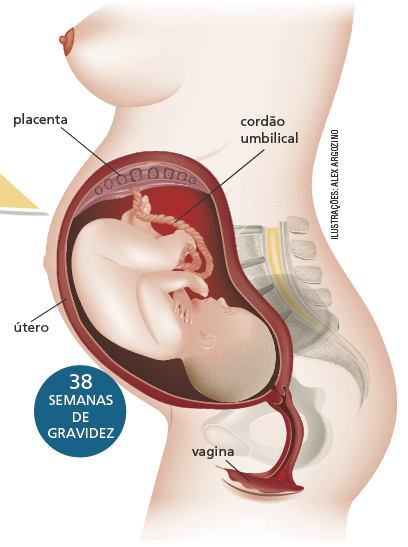 placenta
cordão
umbilical
ILUSTRAÇÕES: ALEX ARGOZINO
útero
38
SEMANAS
DE
GRAVIDEZ
vagina